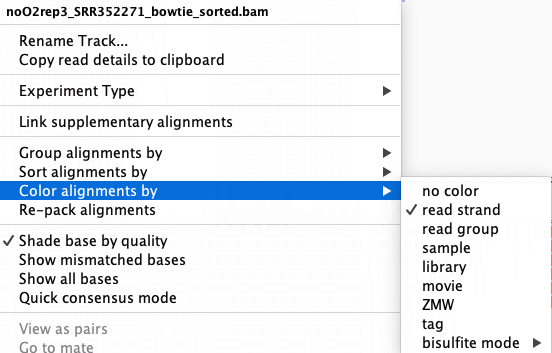 noO2rep3_SRR352271_bowtie_sorted.bam
Rename Track...
Copy read details to clipboard
Experiment Type
Link supplementary alignments
Group alignments by
Sort alignments by
Color alignments by
Re-pack alignments
Shade base by quality
Show mismatched bases
Show all bases
Quick consensus mode
View as pairs
Go to mate
no color
read strand
read group
sample
library
movie
ZMW
tag
bisulfite mode